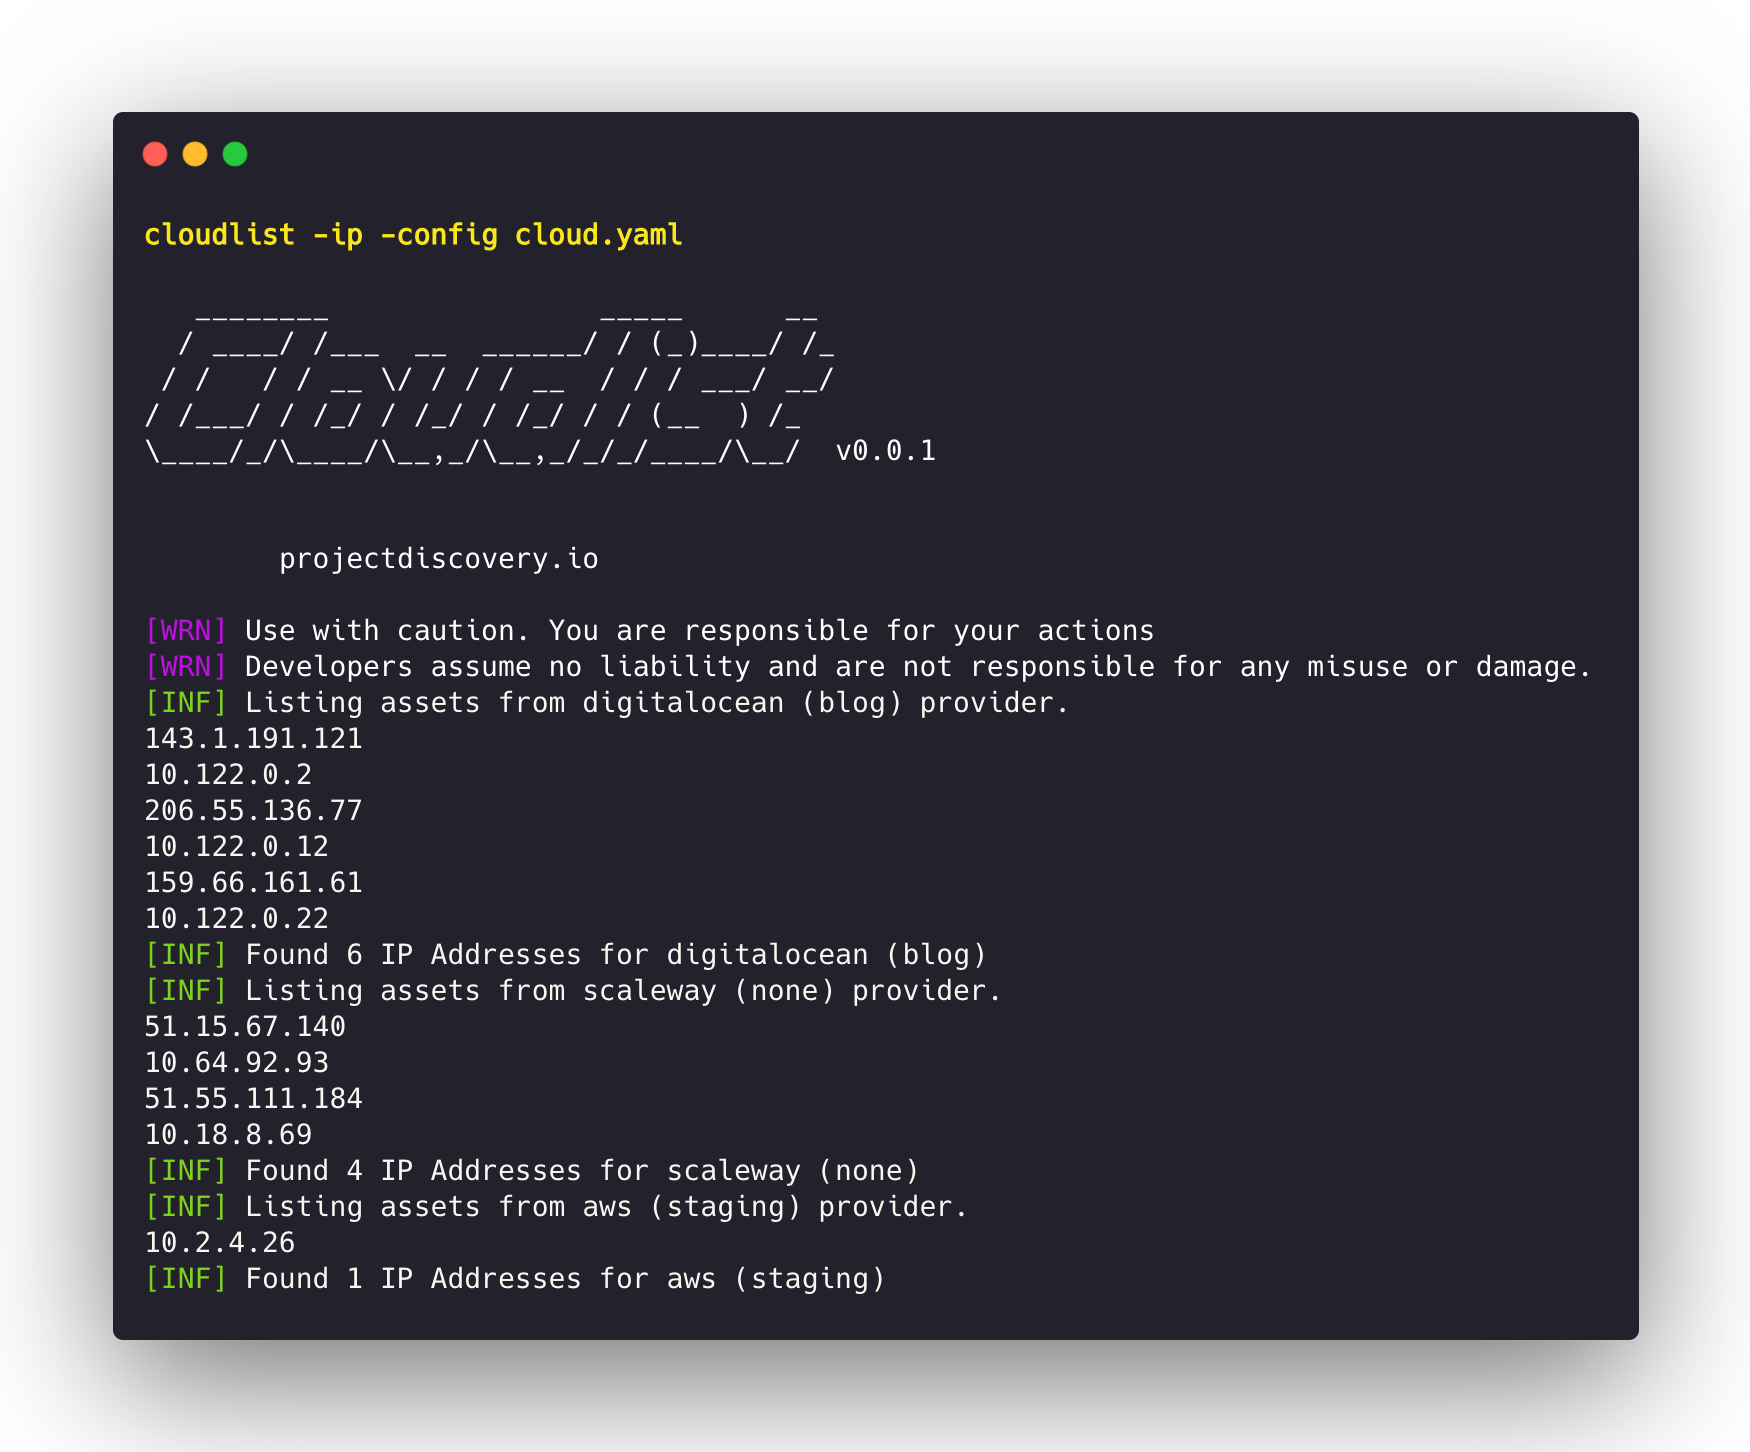 cloudlist -ip -config cloud.yaml
   ________                _____      __
  / ____/ /___  __  ______/ / (_)____/ /_
 / /   / / __ \/ / / / __  / / / ___/ __/
/ /___/ / /_/ / /_/ / /_/ / / (__  ) /_
\____/_/\____/\__,_/\__,_/_/_/____/\__/  v0.0.1
projectdiscovery.io
[WRN] Use with caution. You are responsible for your actions
[WRN] Developers assume no liability and are not responsible for any misuse or damage.
[INF] Listing assets from digitalocean (blog) provider.
143.1.191.121
10.122.0.2
206.55.136.77
10.122.0.12
159.66.161.61
10.122.0.22
[INF] Found 6 IP Addresses for digitalocean (blog)
[INF] Listing assets from scaleway (none) provider.
51.15.67.140
10.64.92.93
51.55.111.184
10.18.8.69
[INF] Found 4 IP Addresses for scaleway (none)
[INF] Listing assets from aws (staging) provider.
10.2.4.26
[INF] Found 1 IP Addresses for aws (staging)